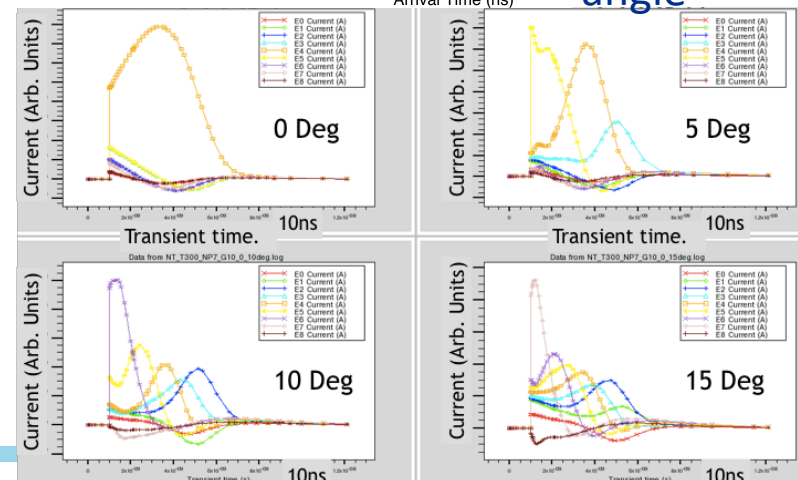 Arrival Time (ns)
angle
E0 Current (A)
E1 Current (A)
E2 Current (A)
E3 Current (A)
E4 Current (A)
E5 Current (A)
E6 Current (A)
E7 Current (A)
E8 Current (A)
Current (Arb. Units)
0 Deg
10ns
Transient time.
E0 Current (A)
E1 Current (A)
E2 Current (A)
E3 Current (A)
E4 Current (A)
E5 Current (A)
E6 Current (A)
E7 Current (A)
E8 Current (A)
Current (Arb. Units)
5 Deg
10ns
Transient time.
Data from NT_T300_NP7_G10_0_10deg.log
E0 Current (A)
E1 Current (A)
E2 Current (A)
E3 Current (A)
E4 Current (A)
E5 Current (A)
E6 Current (A)
E7 Current (A)
E8 Current (A)
Current (Arb. Units)
10 Deg
10ns
Transient time (s)
Data from NT_T300_NP7_G10_0_15deg.log
E0 Current (A)
E1 Current (A)
E2 Current (A)
E3 Current (A)
E4 Current (A)
E5 Current (A)
E6 Current (A)
E7 Current (A)
E8 Current (A)
Current (Arb. Units)
15 Deg
10ns
Transient time (s)